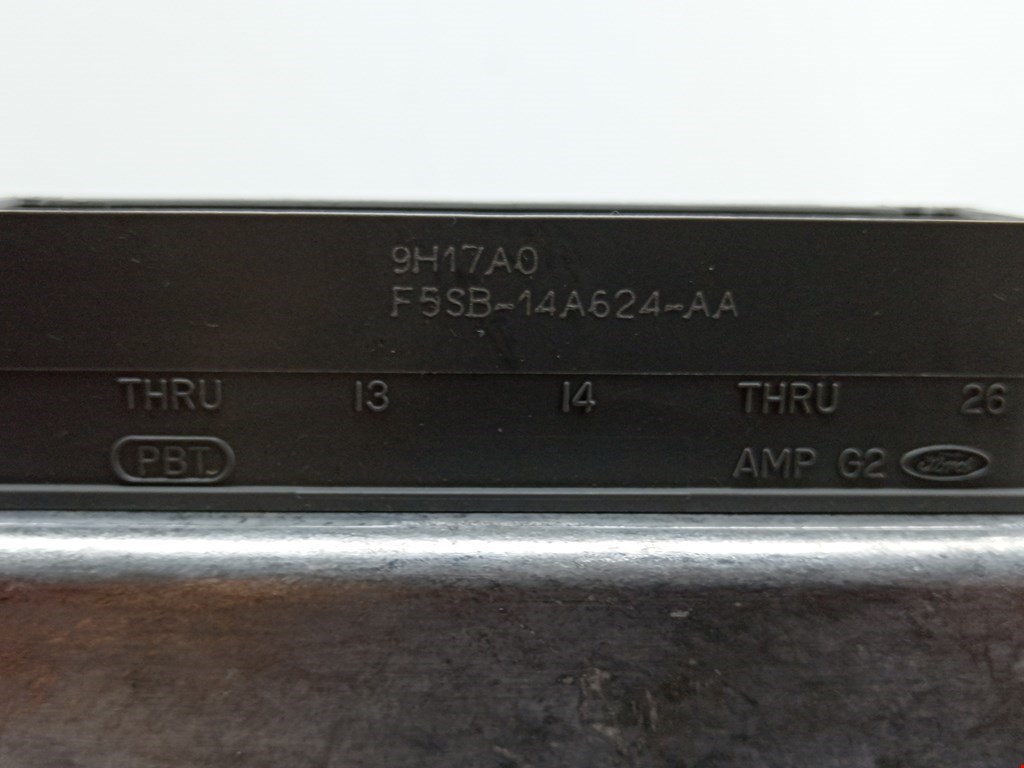 9H17A0
F5SB-14A624-AA
THRU 13 14 THRU 26
PBT AMP G2 Ford